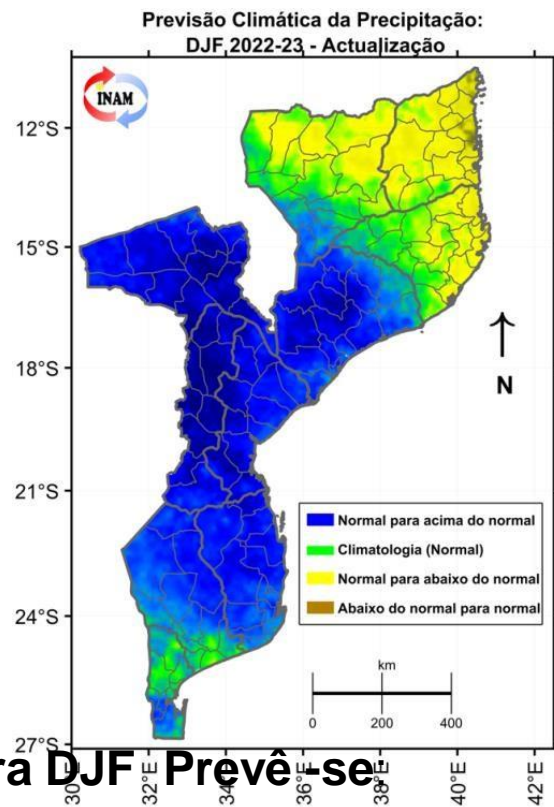 Previsão Climática da Precipitação:
DJF 2022-23 - Actualização
INAM
12°S
15°S
18°S
21°S
24°S
27°S
N
Normal para acima do normal
Climatologia (Normal)
Normal para abaixo do normal
Abaixo do normal para normal
km
0 200 400
30°E 32°E 34°E 36°E 38°E 40°E 42°E
ra DJF Prevê-se: